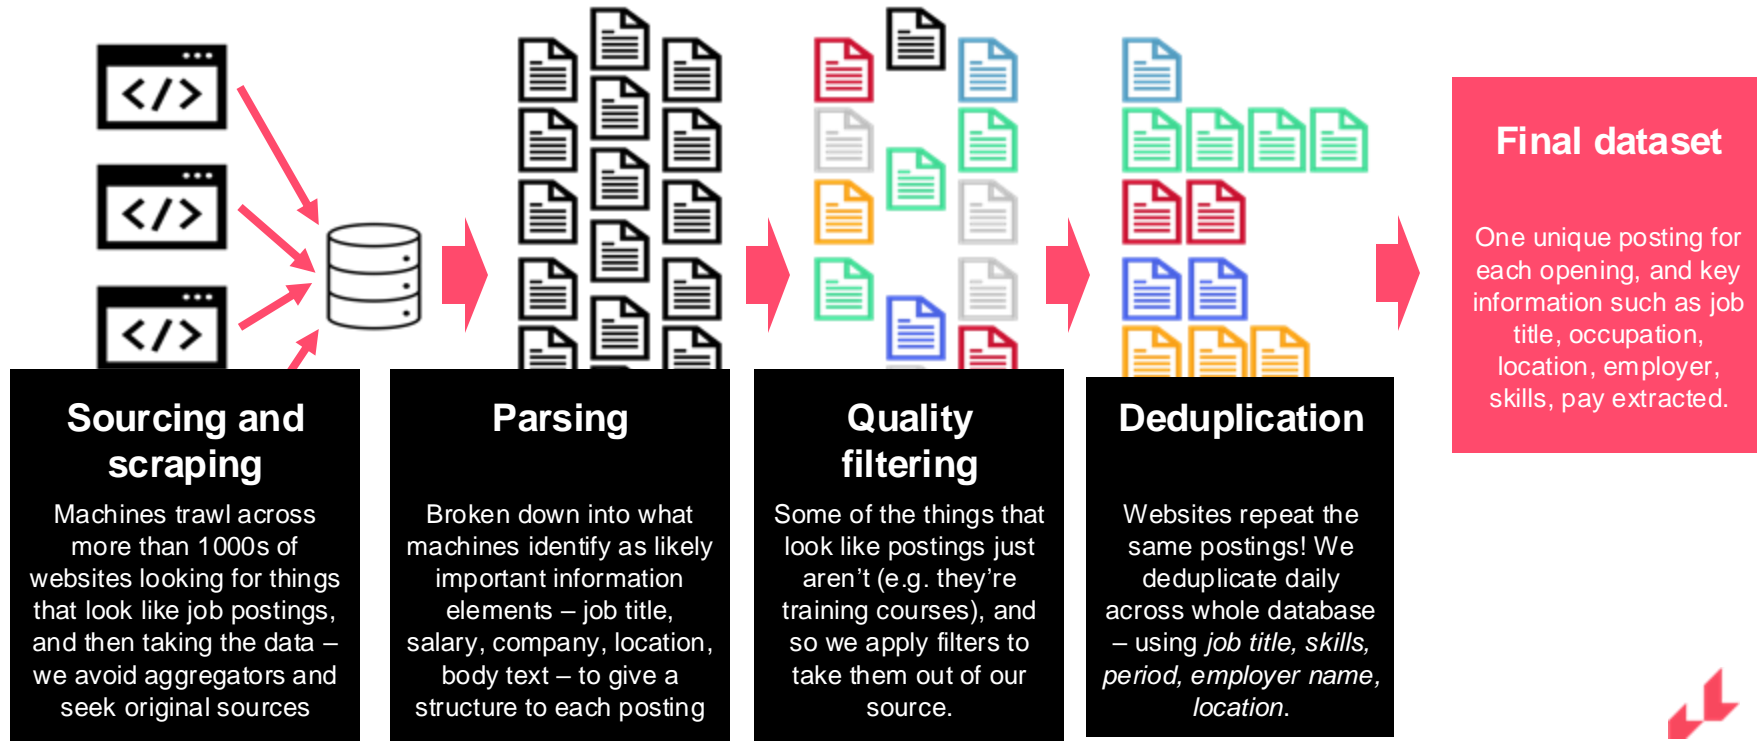 </>
</>
</>
Sourcing and
scraping
Machines trawl across
more than 1000s of
websites looking for things
that look like job postings,
and then taking the data –
we avoid aggregators and
seek original sources
Parsing
Broken down into what
machines identify as likely
important information
elements – job title,
salary, company, location,
body text – to give a
structure to each posting
Quality
filtering
Some of the things that
look like postings just
aren’t (e.g. they’re
training courses), and
so we apply filters to
take them out of our
source.
Deduplication
Websites repeat the
same postings! We
deduplicate daily
across whole database
– using job title, skills,
period, employer name,
location.
Final dataset
One unique posting for
each opening, and key
information such as job
title, occupation,
location, employer,
skills, pay extracted.